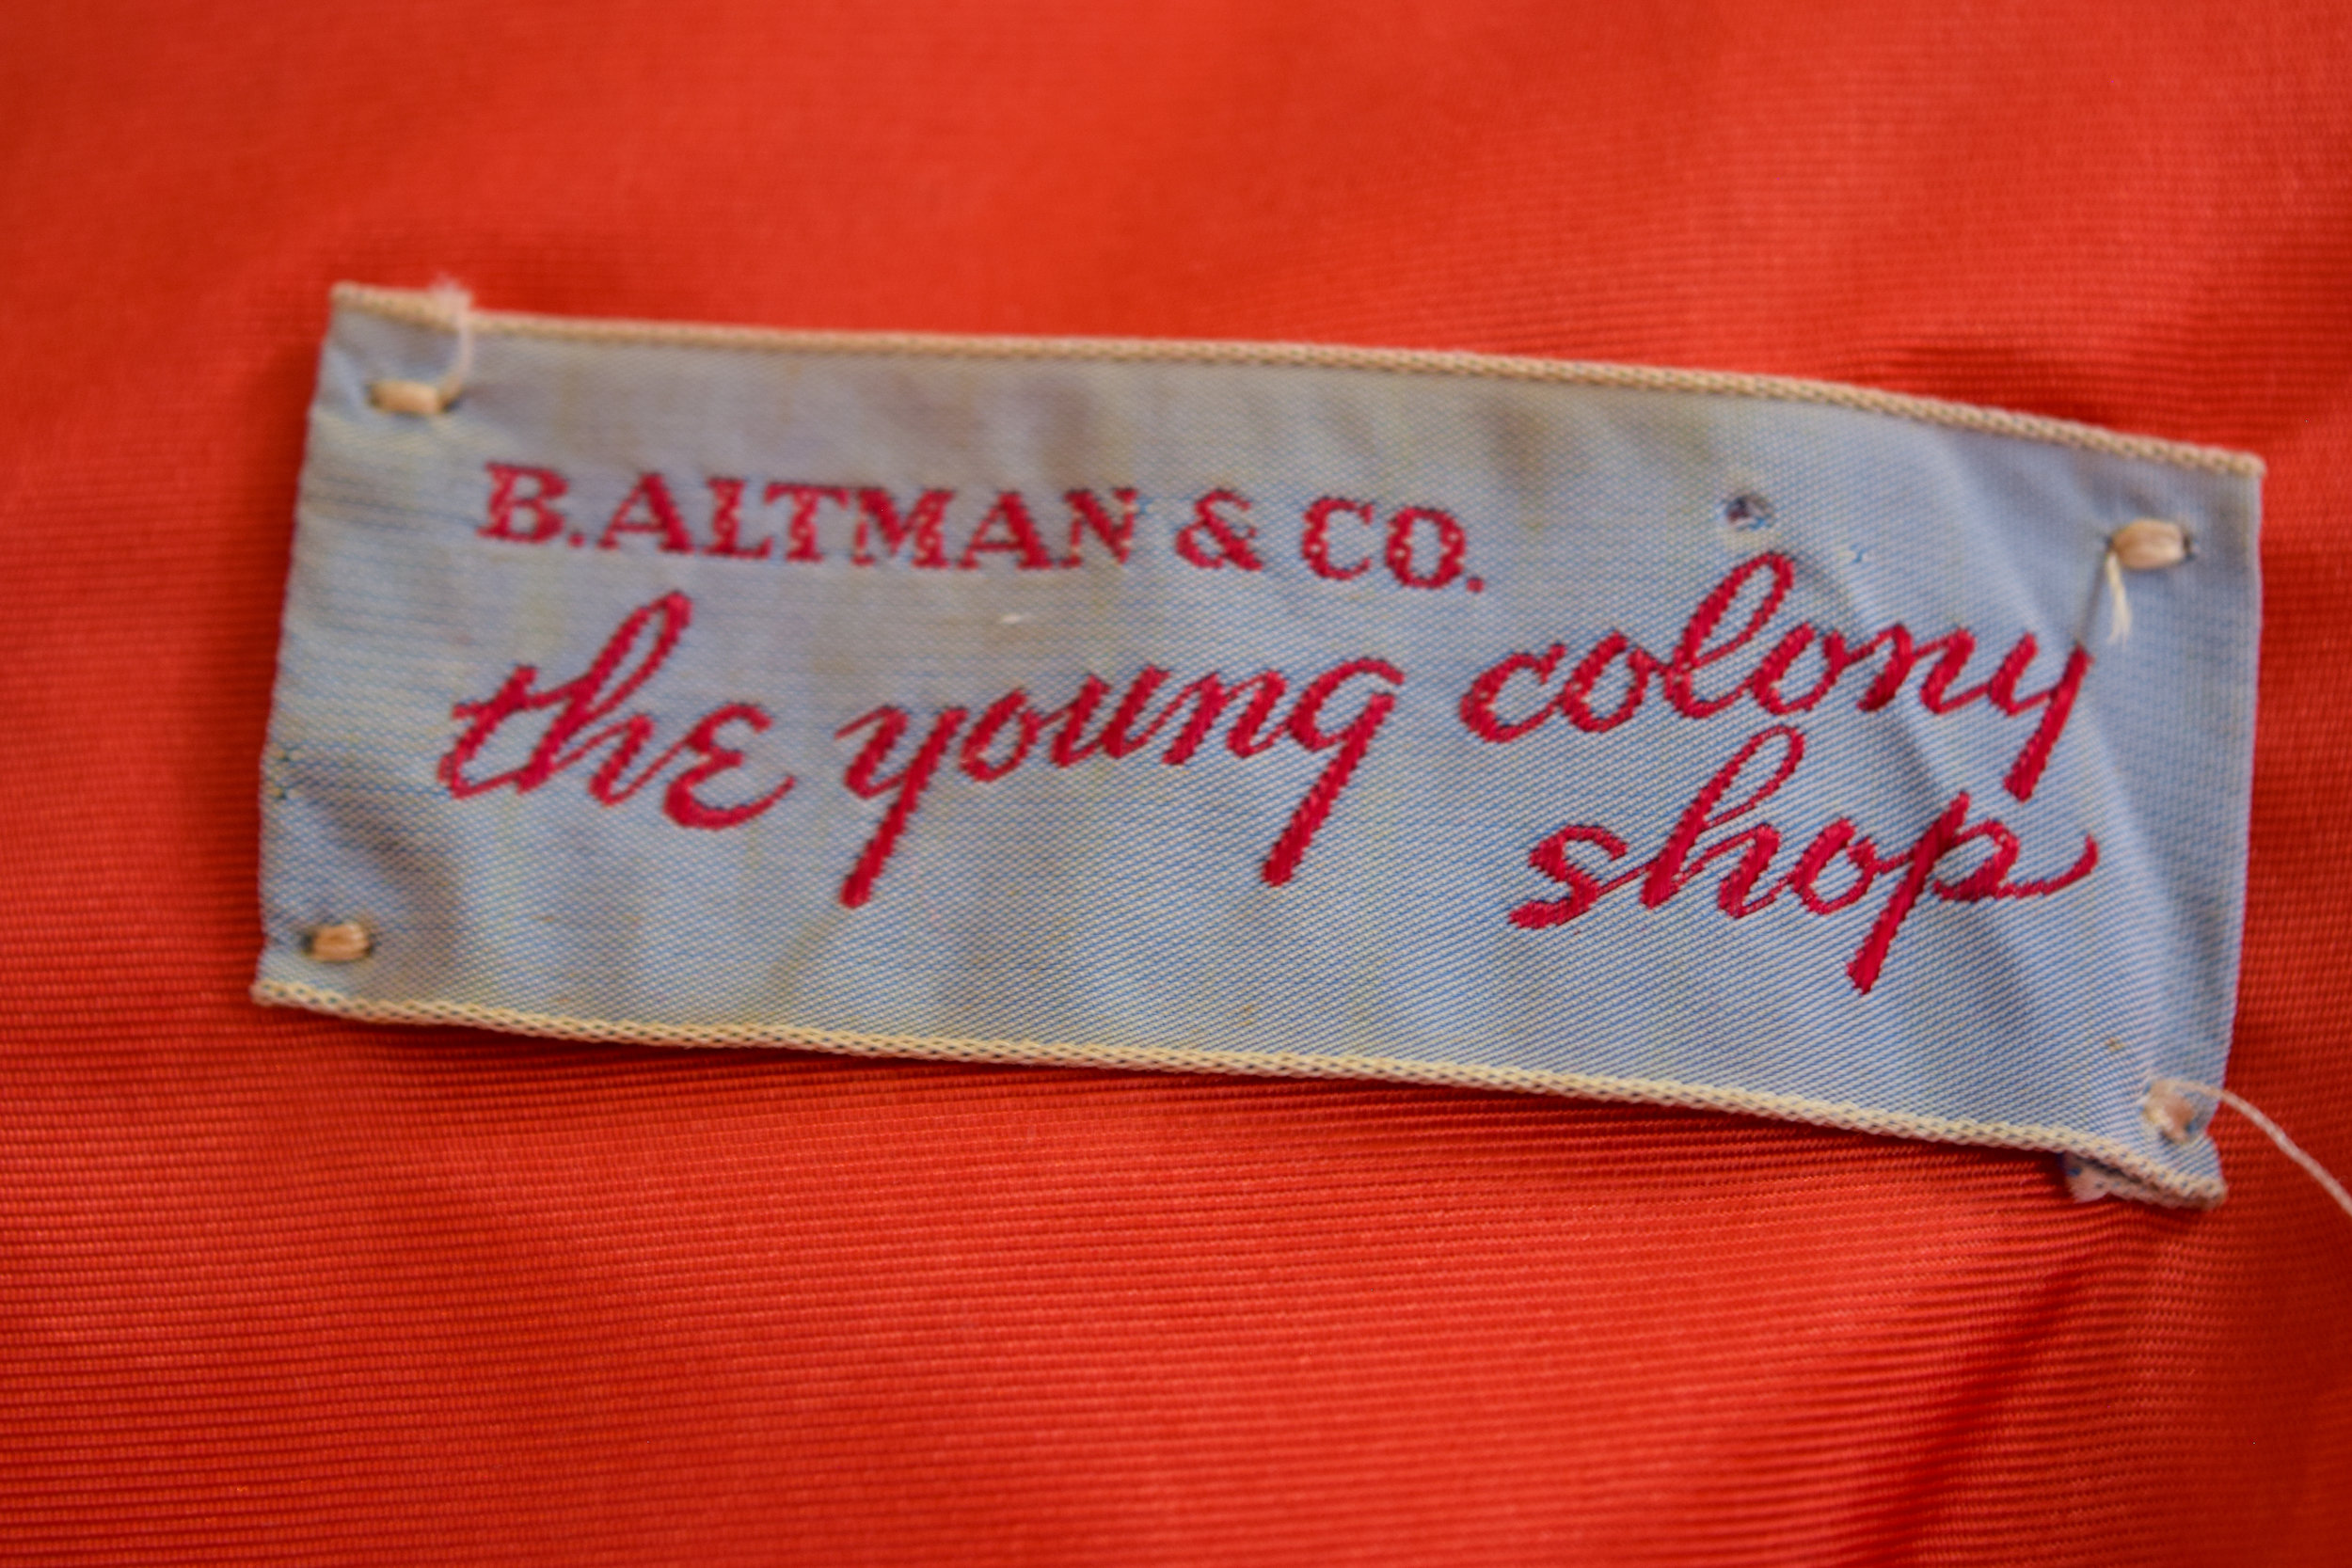 B. ALTMAN & CO.
the young colony
shop